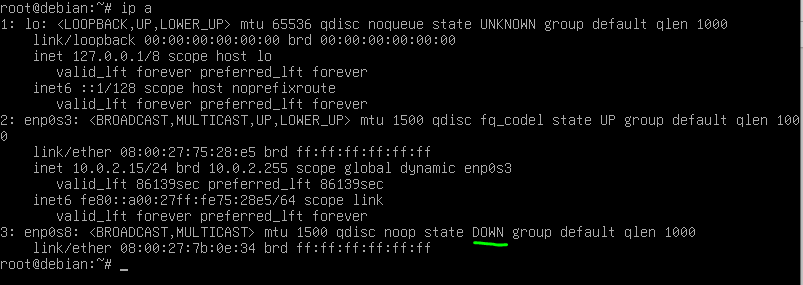 root@debian:~# ip a
1: lo: <LOOPBACK,UP,LOWER_UP> mtu 65536 qdisc noqueue state UNKNOWN group default qlen 1000
    link/loopback 00:00:00:00:00:00 brd 00:00:00:00:00:00
    inet 127.0.0.1/8 scope host lo
       valid_lft forever preferred_lft forever
    inet6 ::1/128 scope host noprefixroute
       valid_lft forever preferred_lft forever
2: enp0s3: <BROADCAST,MULTICAST,UP,LOWER_UP> mtu 1500 qdisc fq_codel state UP group default qlen 100
0
    link/ether 08:00:27:75:28:e5 brd ff:ff:ff:ff:ff:ff
    inet 10.0.2.15/24 brd 10.0.2.255 scope global dynamic enp0s3
       valid_lft 86139sec preferred_lft 86139sec
    inet6 fe80::a00:27ff:fe75:28e5/64 scope link
       valid_lft forever preferred_lft forever
3: enp0s8: <BROADCAST,MULTICAST> mtu 1500 qdisc noop state DOWN group default qlen 1000
    link/ether 08:00:27:7b:0e:34 brd ff:ff:ff:ff:ff:ff
root@debian:~# _